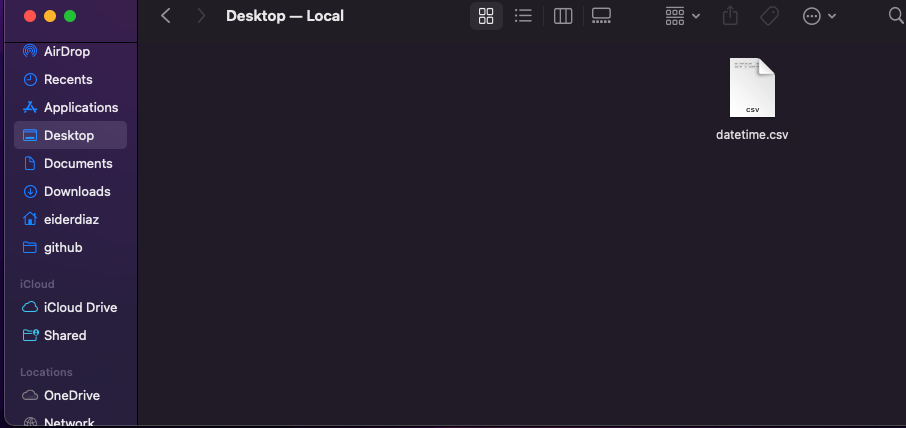 Desktop — Local
AirDrop
Recents
Applications
Desktop
Documents
Downloads
eiderdiaz
github
iCloud
iCloud Drive
Shared
Locations
OneDrive
Network
CSV
datetime.csv